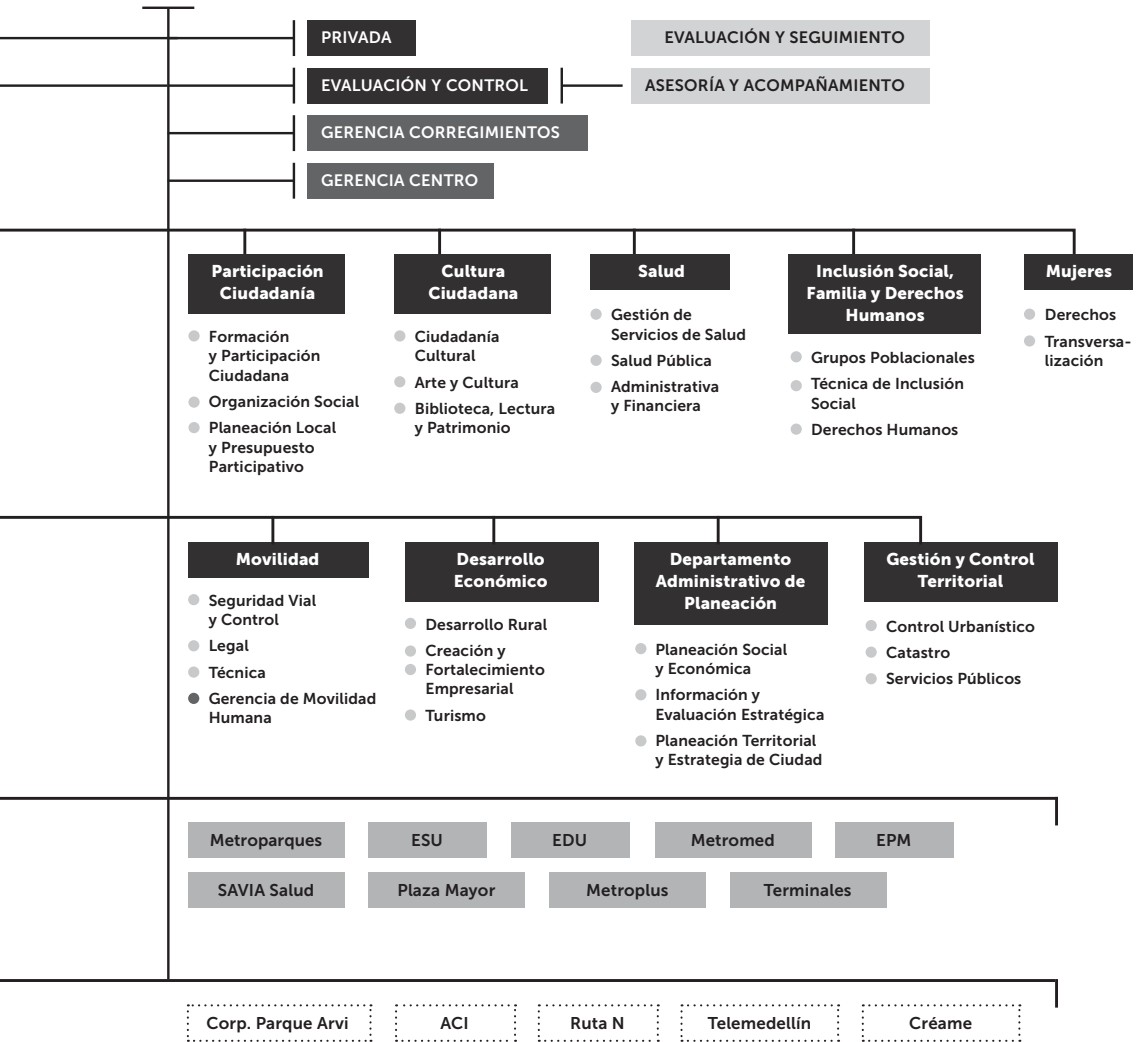 PRIVADA
EVALUACIÓN Y SEGUIMIENTO
EVALUACIÓN Y CONTROL
ASESORÍA Y ACOMPAÑAMIENTO
GERENCIA CORREGIMIENTOS
GERENCIA CENTRO
Participación
Ciudadanía
Formación
y Participación
Ciudadana
Organización Social
Planeación Local
y Presupuesto
Participativo
Cultura
Ciudadana
Ciudadanía
Cultural
Arte y Cultura
Biblioteca, Lectura
y Patrimonio
Salud
Gestión de
Servicios de Salud
Salud Pública
Administrativa
y Financiera
Inclusión Social,
Familia y Derechos
Humanos
Grupos Poblacionales
Técnica de Inclusión
Social
Derechos Humanos
Mujeres
Derechos
Transversa-
lización
Movilidad
Seguridad Vial
y Control
Legal
Técnica
Gerencia de Movilidad
Humana
Desarrollo
Económico
Desarrollo Rural
Creación y
Fortalecimiento
Empresarial
Turismo
Departamento
Administrativo de
Planeación
Planeación Social
y Económica
Información y
Evaluación Estratégica
Planeación Territorial
y Estrategia de Ciudad
Gestión y Control
Territorial
Control Urbanístico
Catastro
Servicios Públicos
Metroparques
ESU
EDU
Metromed
EPM
SAVIA Salud
Plaza Mayor
Metroplus
Terminales
Corp. Parque Arvi
ACI
Ruta N
Telemedellín
Créame